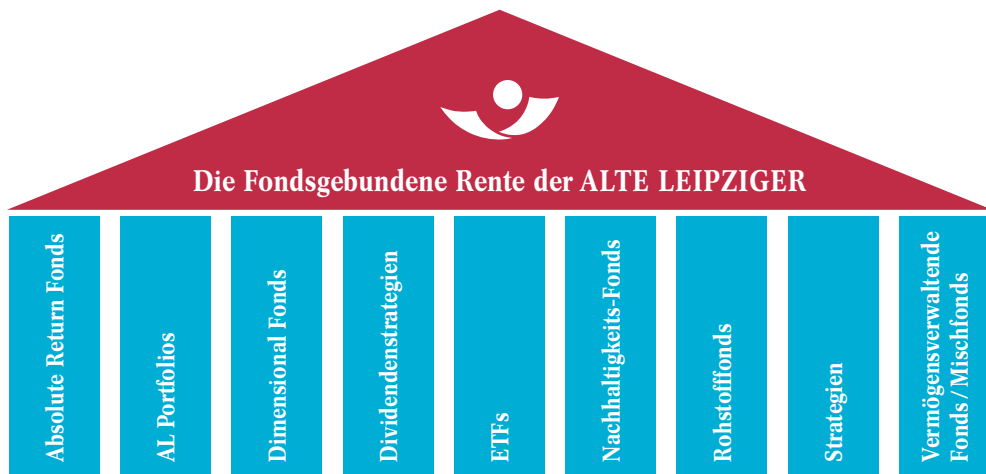 Die Fondsgebundene Rente der ALTE LEIPZIGER
Absolute Return Fonds
AL Portfolios
Dimensional Fonds
Dividendenstrategien
ETFs
Nachhaltigkeits-Fonds
Rohstofffonds
Strategien
Vermögensverwaltende
Fonds / Mischfonds